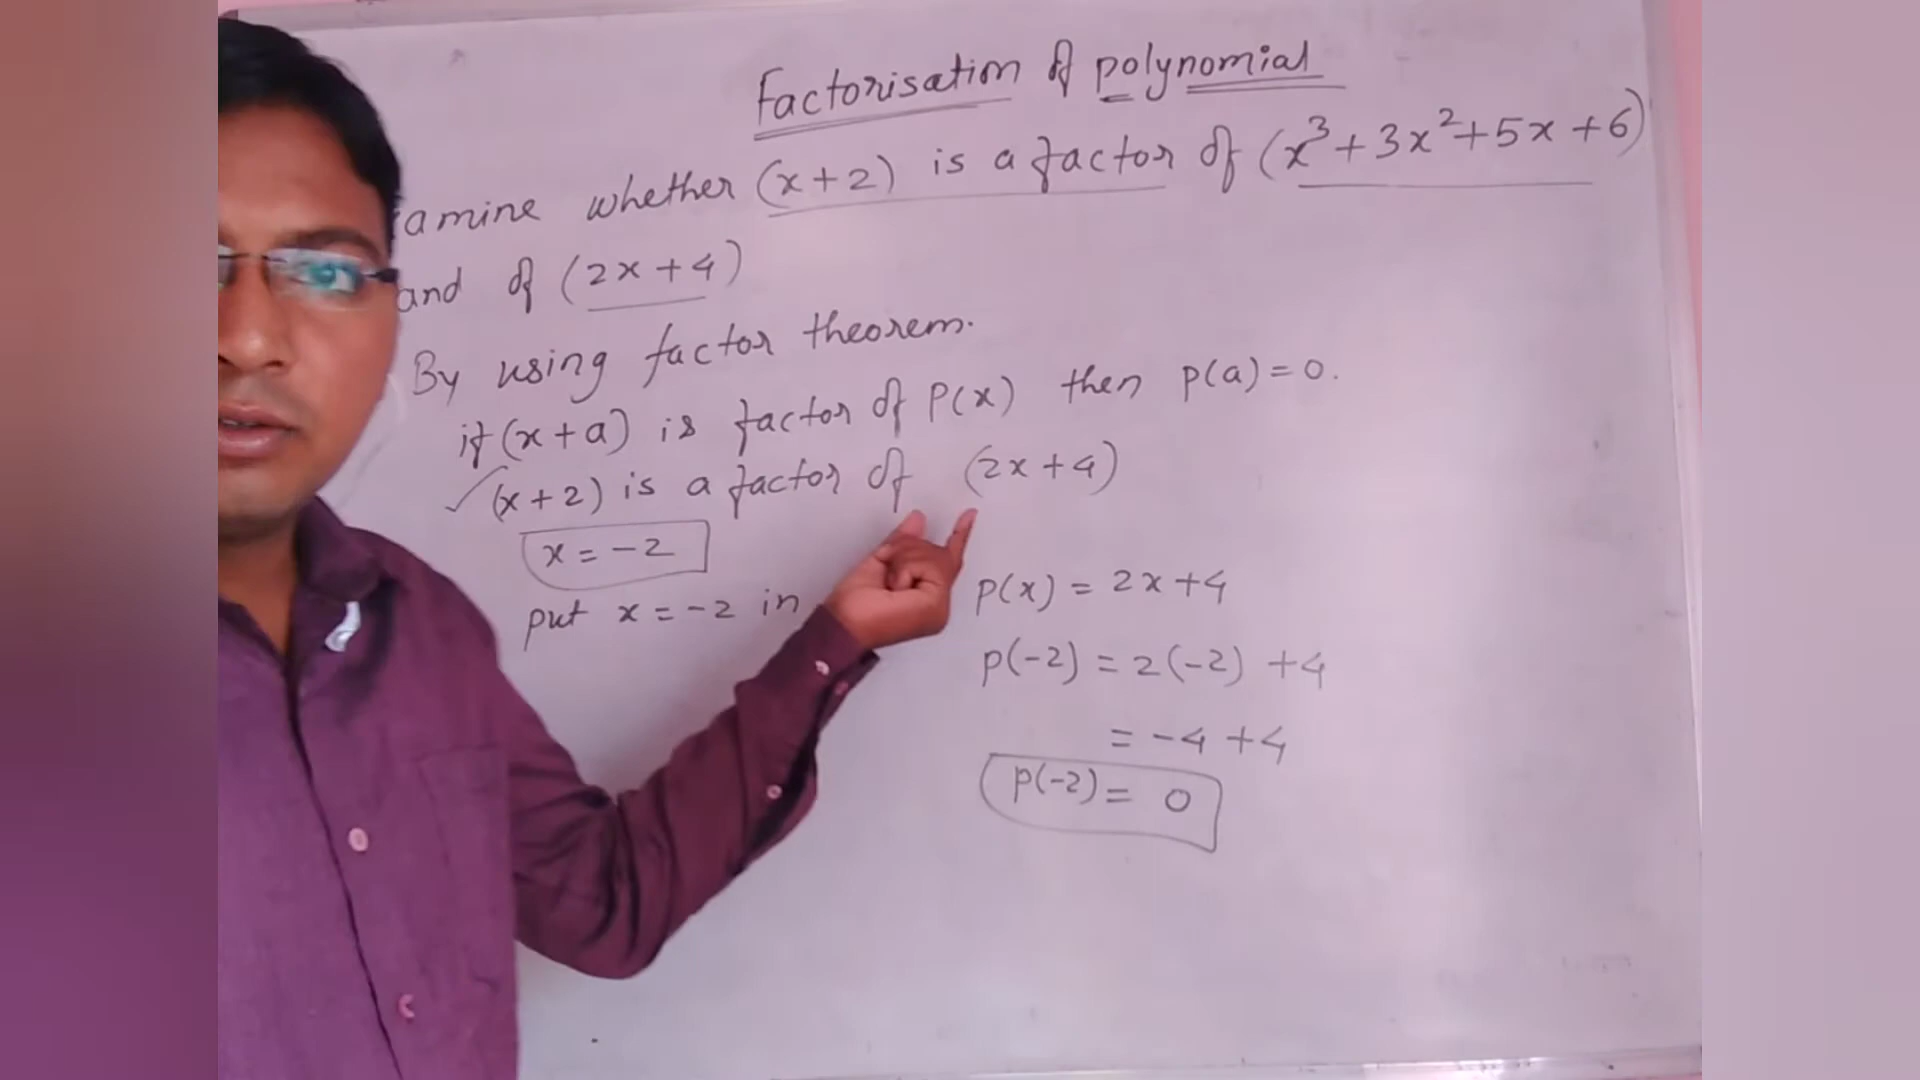 Factorisation of polynomial
amine whether (x+2) is a factor of (x³+3x²+5x+6)
and of (2x+4)
By using factor theorem.
if (x+a) is factor of P(x) then p(a)=0.
✓(x+2) is a factor of (2x+4)
x=-2
put x=-2 in P(x)=2x+4
p(-2)=2(-2)+4
=-4+4
p(-2)= 0